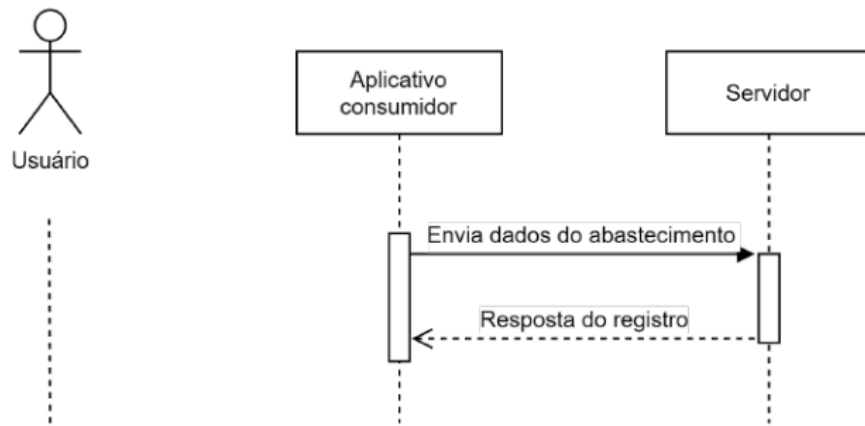 Aplicativo
consumidor
Servidor
Usuário
Envia dados do abastecimento
Resposta do registro